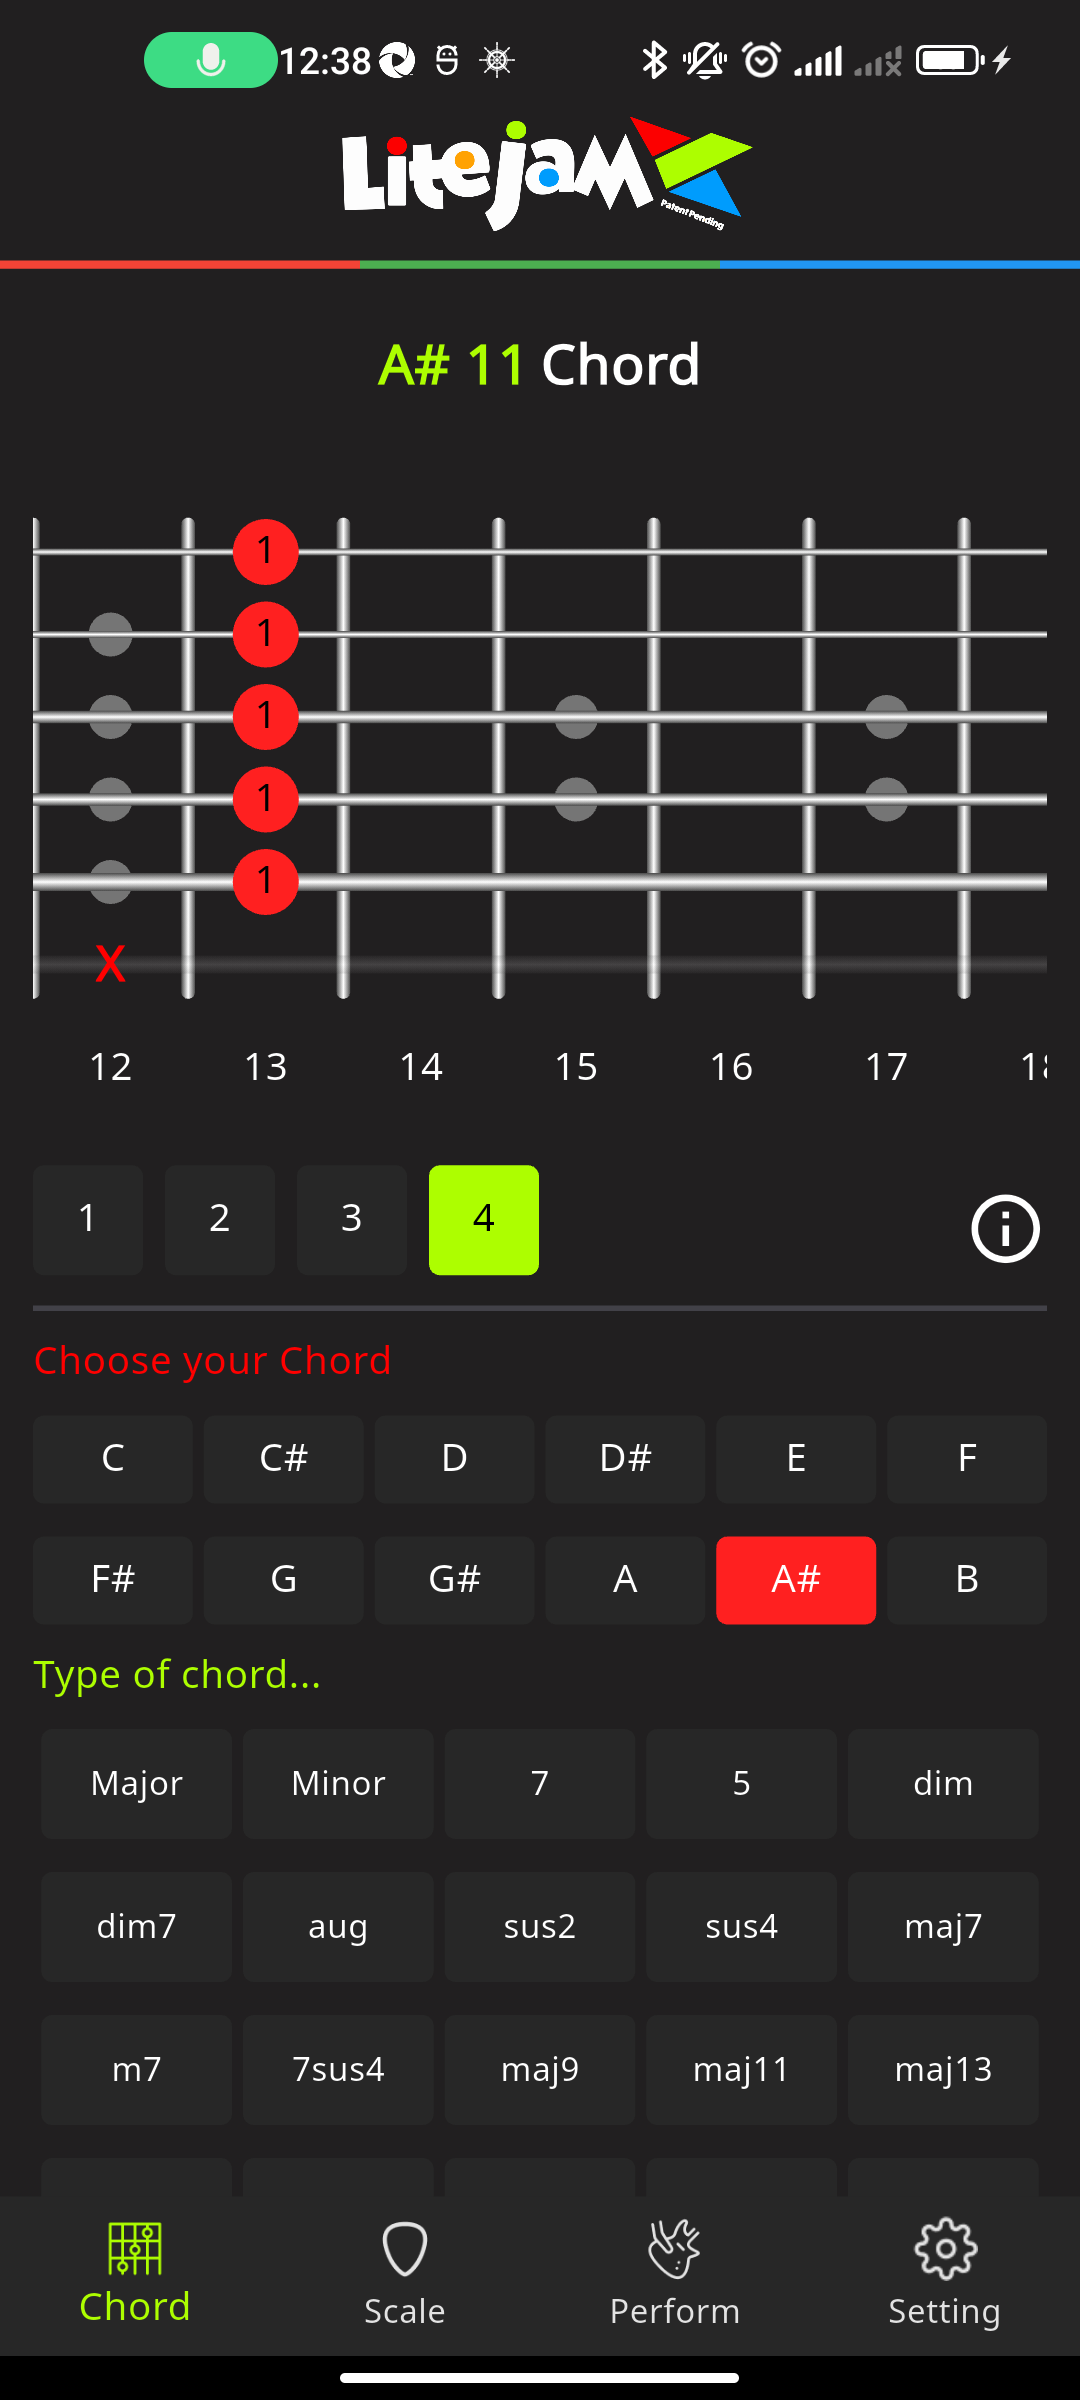 12:38
Litejam
Patent Pending
A# 11 Chord
1
1
1
1
1
X
12 13 14 15 16 17 18
1 2 3 4
Choose your Chord
C C# D D# E F
F# G G# A A# B
Type of chord...
Major Minor 7 5 dim
dim7 aug sus2 sus4 maj7
m7 7sus4 maj9 maj11 maj13
Chord Scale Perform Setting